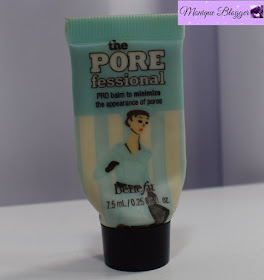 Monique Blogger
the
PORE
fessional
PRO balm to minimize
the appearance of pores
Benefit
7.5 mL / 0.25 fl. oz.